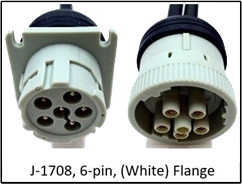 J-1708, 6-pin, (White) Flange